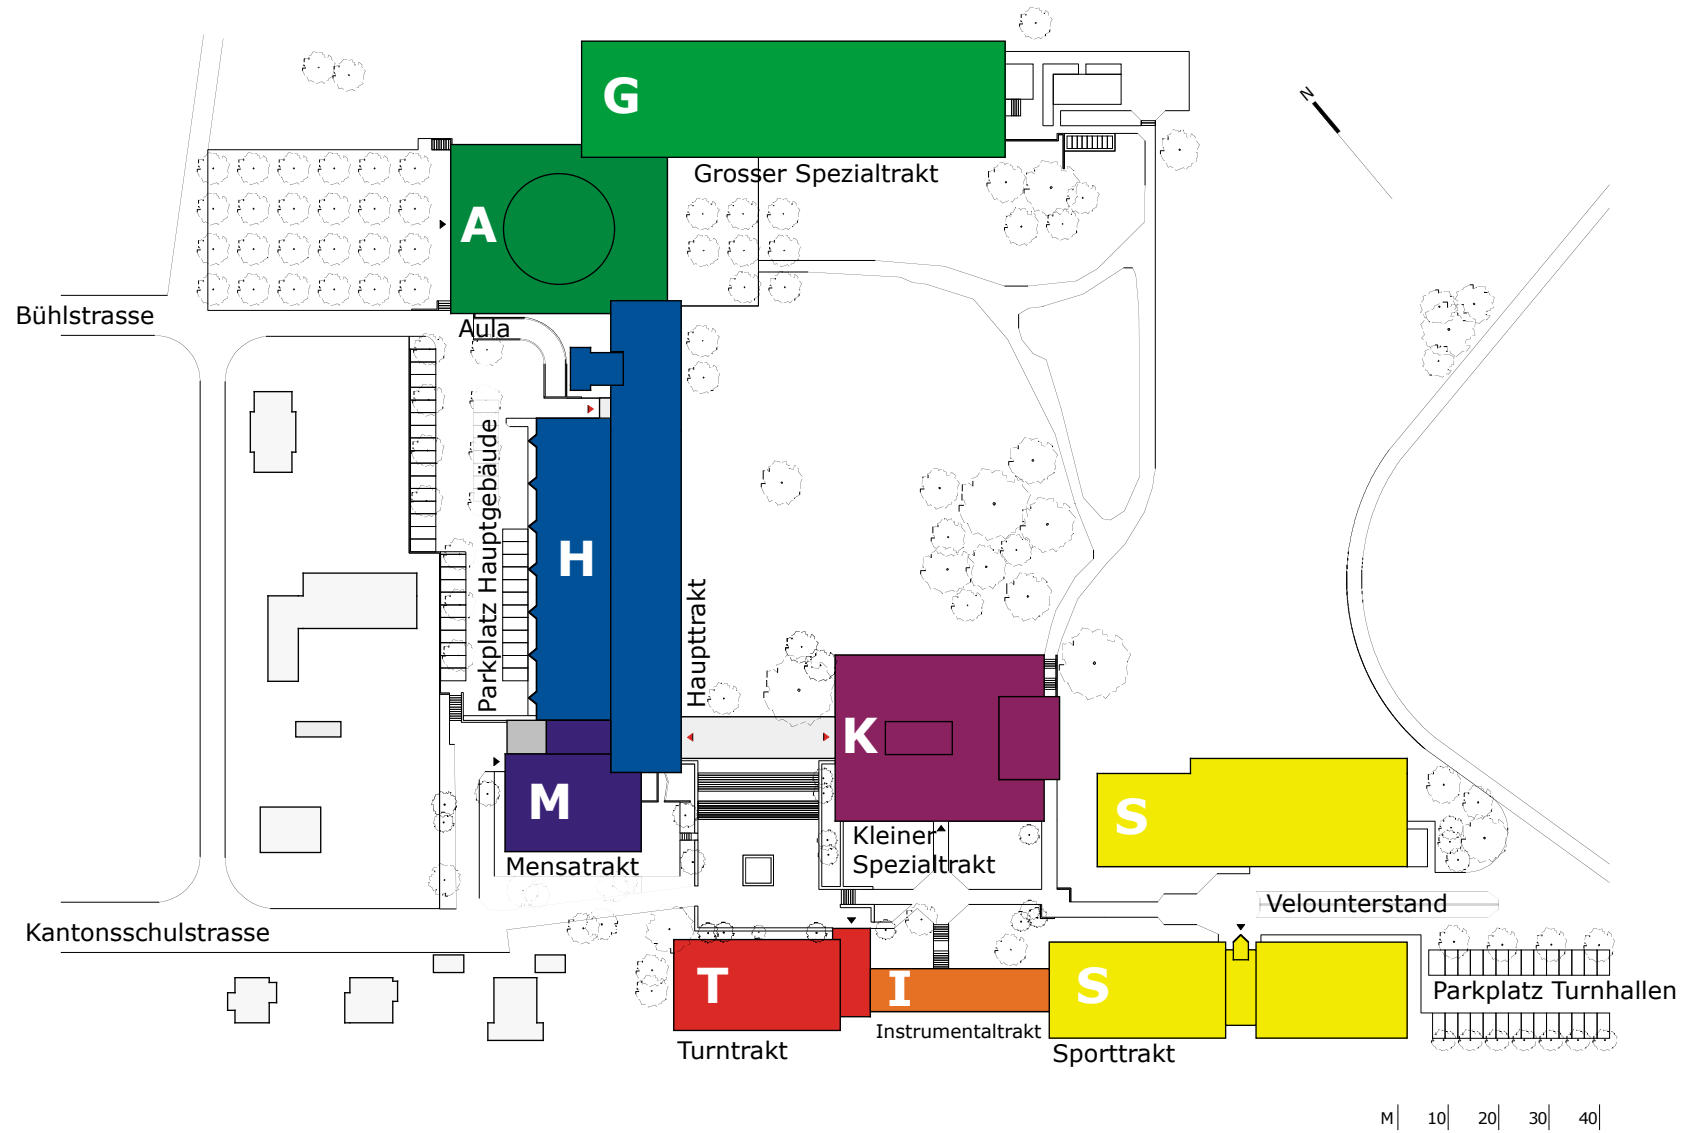 G
N
Grosser Spezialtrakt
A
Bühlstrasse
Aula
Parkplatz Hauptgebäude
H
Haupttrakt
K
M
Mensatrakt
Kleiner
Spezialtrakt
S
Velounterstand
Kantonsschulstrasse
T
I
S
Parkplatz Turnhallen
Instrumentaltrakt
Turntrakt
Sporttrakt
M 10 20 30 40